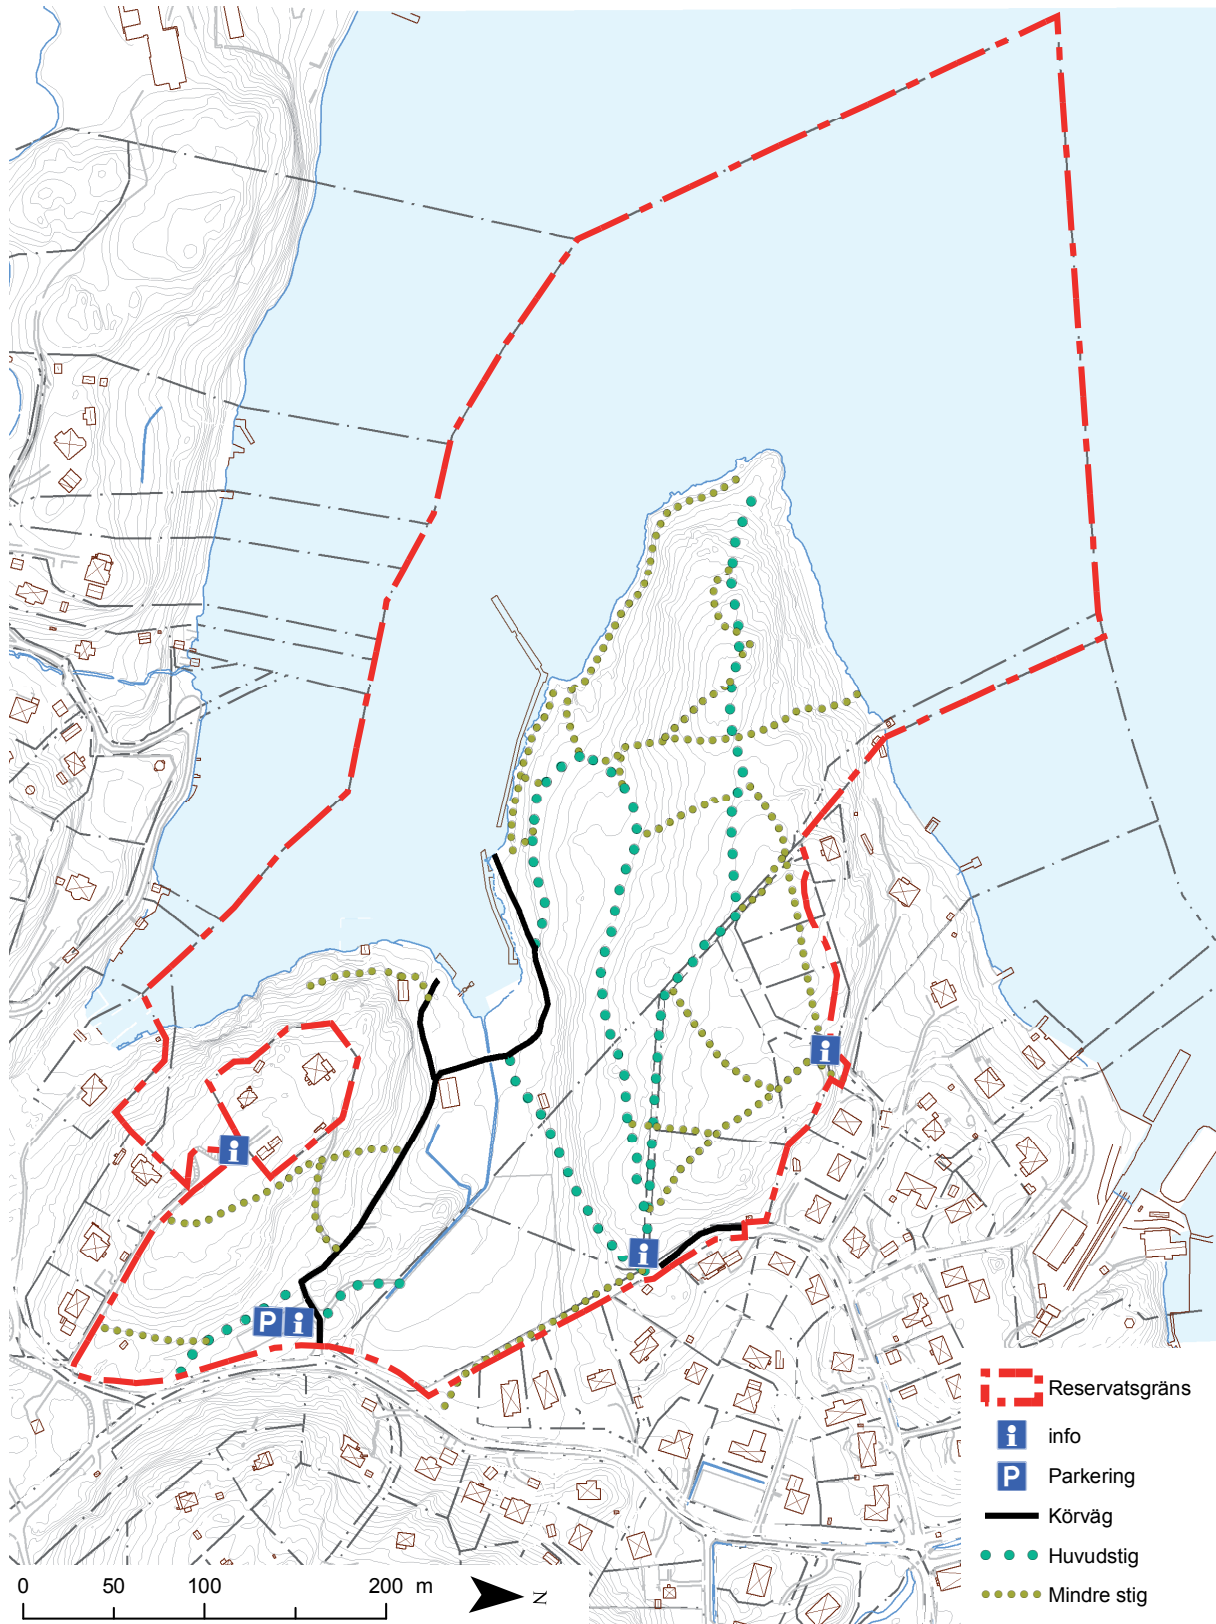 i
i
i
P i
Reservatsgräns
i info
P Parkering
Körväg
Huvudstig
Mindre stig
0 50 100 200 m
N